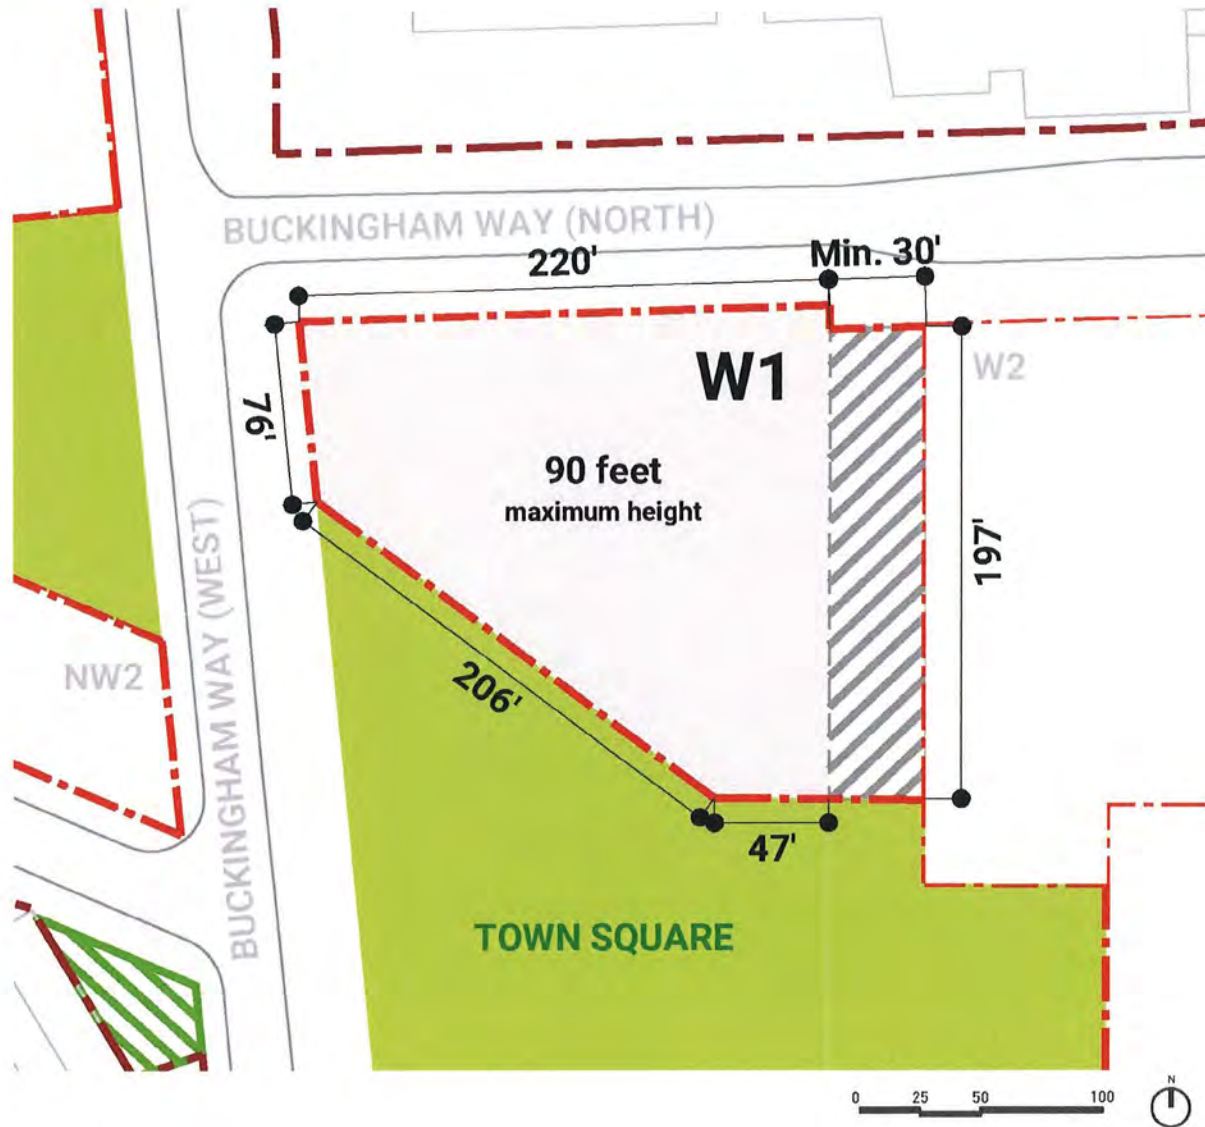 BUCKINGHAM WAY (NORTH)
220'
Min. 30'
W1
W2
76'
90 feet
maximum height
197'
BUCKINGHAM WAY (WEST)
NW2
206'
47'
TOWN SQUARE
0 25 50 100
N